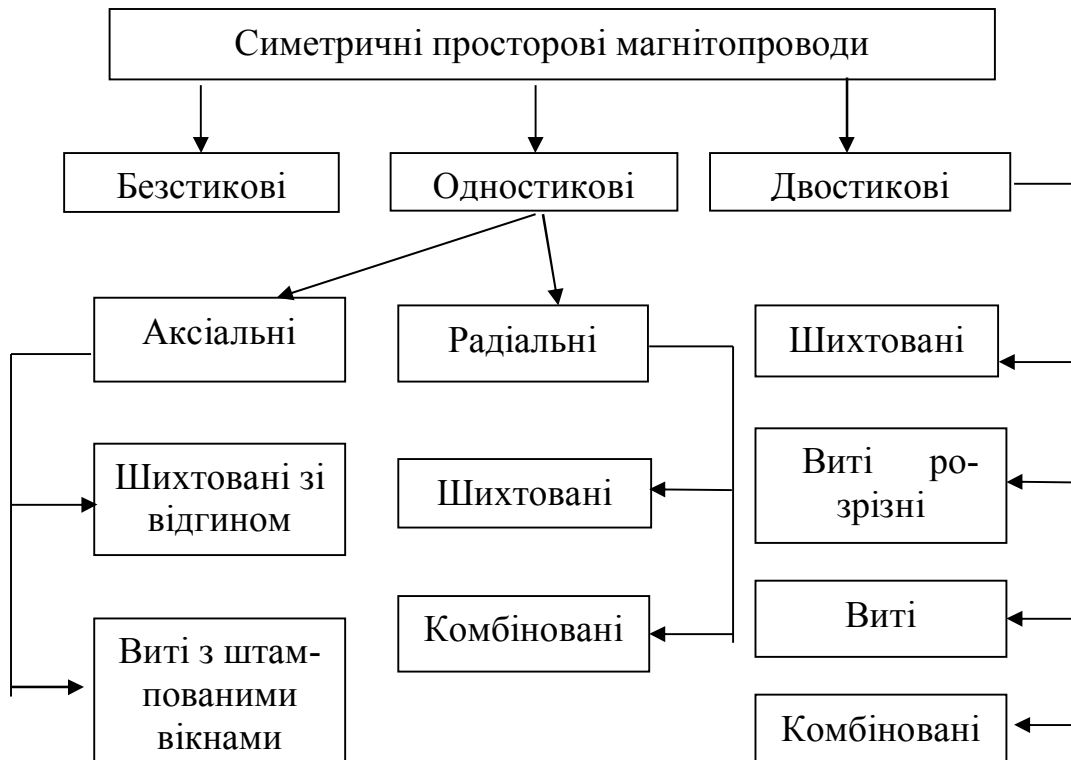 Симетричні просторові магнітопроводи
Безстикові
Одностикові
Двостикові
Аксіальні
Радіальні
Шихтовані
Шихтовані зі
відгином
Шихтовані
Виті ро-
зрізні
Виті з штам-
пованими
вікнами
Комбіновані
Виті
Комбіновані